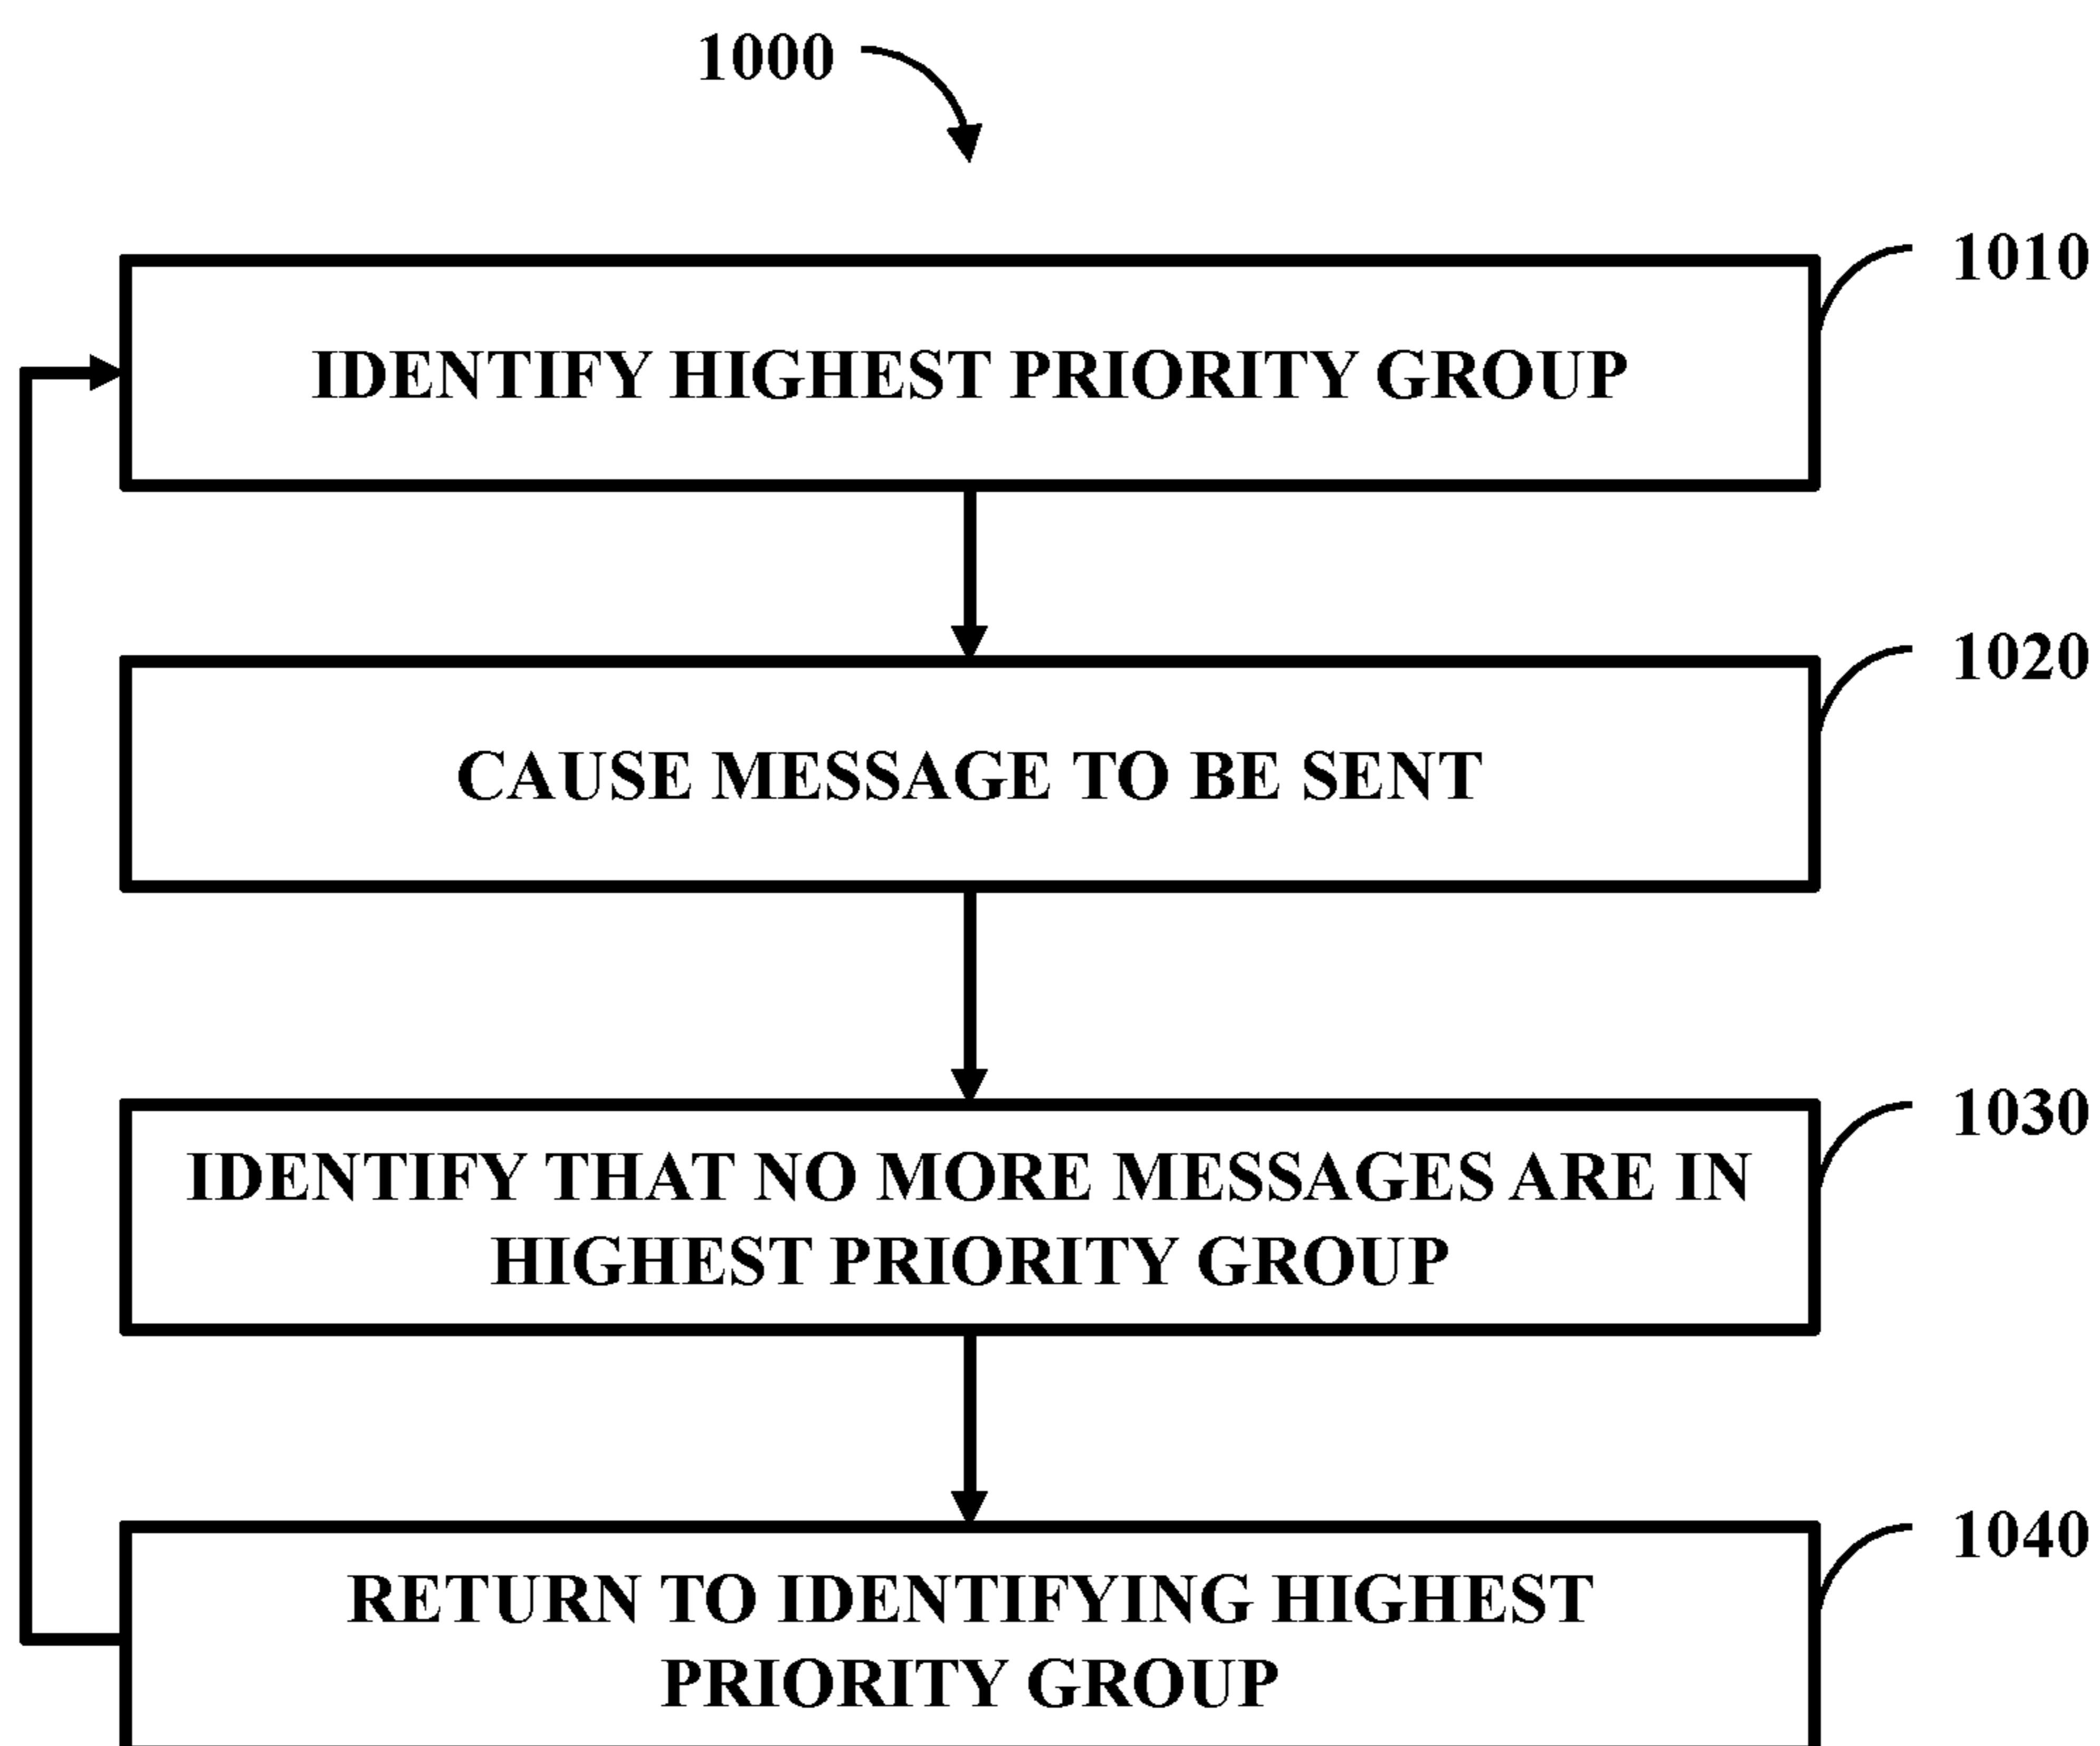 1000
1010
IDENTIFY HIGHEST PRIORITY GROUP
1020
CAUSE MESSAGE TO BE SENT
1030
IDENTIFY THAT NO MORE MESSAGES ARE IN
HIGHEST PRIORITY GROUP
1040
RETURN TO IDENTIFYING HIGHEST
PRIORITY GROUP